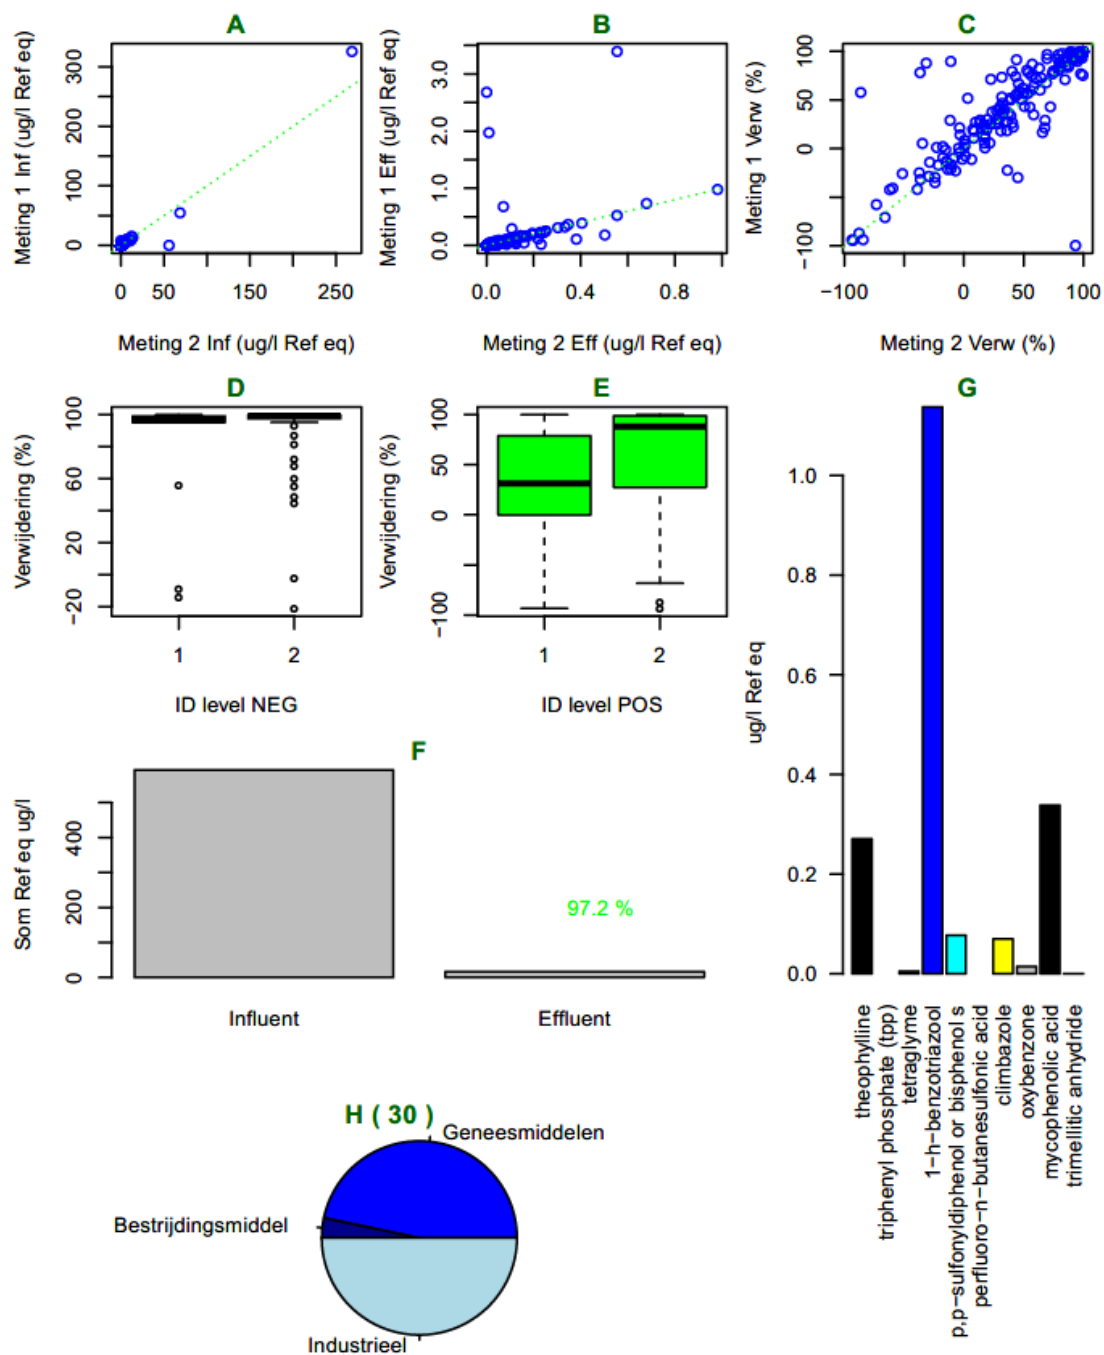 A
Meting 1 Inf (ug/l Ref eq)
0
100
200
300
0
50
150
250
Meting 2 Inf (ug/l Ref eq)
B
Meting 1 Eff (ug/l Ref eq)
0.0
1.0
2.0
3.0
0.0
0.4
0.8
Meting 2 Eff (ug/l Ref eq)
C
Meting 1 Verw (%)
−100
0
50
100
−100
0
50
100
Meting 2 Verw (%)
D
Verwijdering (%)
−20
20
60
100
1
2
ID level NEG
E
Verwijdering (%)
−100
0
50
100
1
2
ID level POS
F
Som Ref eq ug/l
0
200
400
97.2 %
Influent
Effluent
G
ug/l Ref eq
0.0
0.2
0.4
0.6
0.8
1.0
theophylline
triphenyl phosphate (tpp)
tetraglyme
1−h−benzotriazool
p,p−sulfonyldiphenol or bisphenol s
perfluoro−n−butanesulfonic acid
climbazole
oxybenzone
mycophenolic acid
trimellitic anhydride
H ( 30 )
Geneesmiddelen
Bestrijdingsmiddel
Industrieel